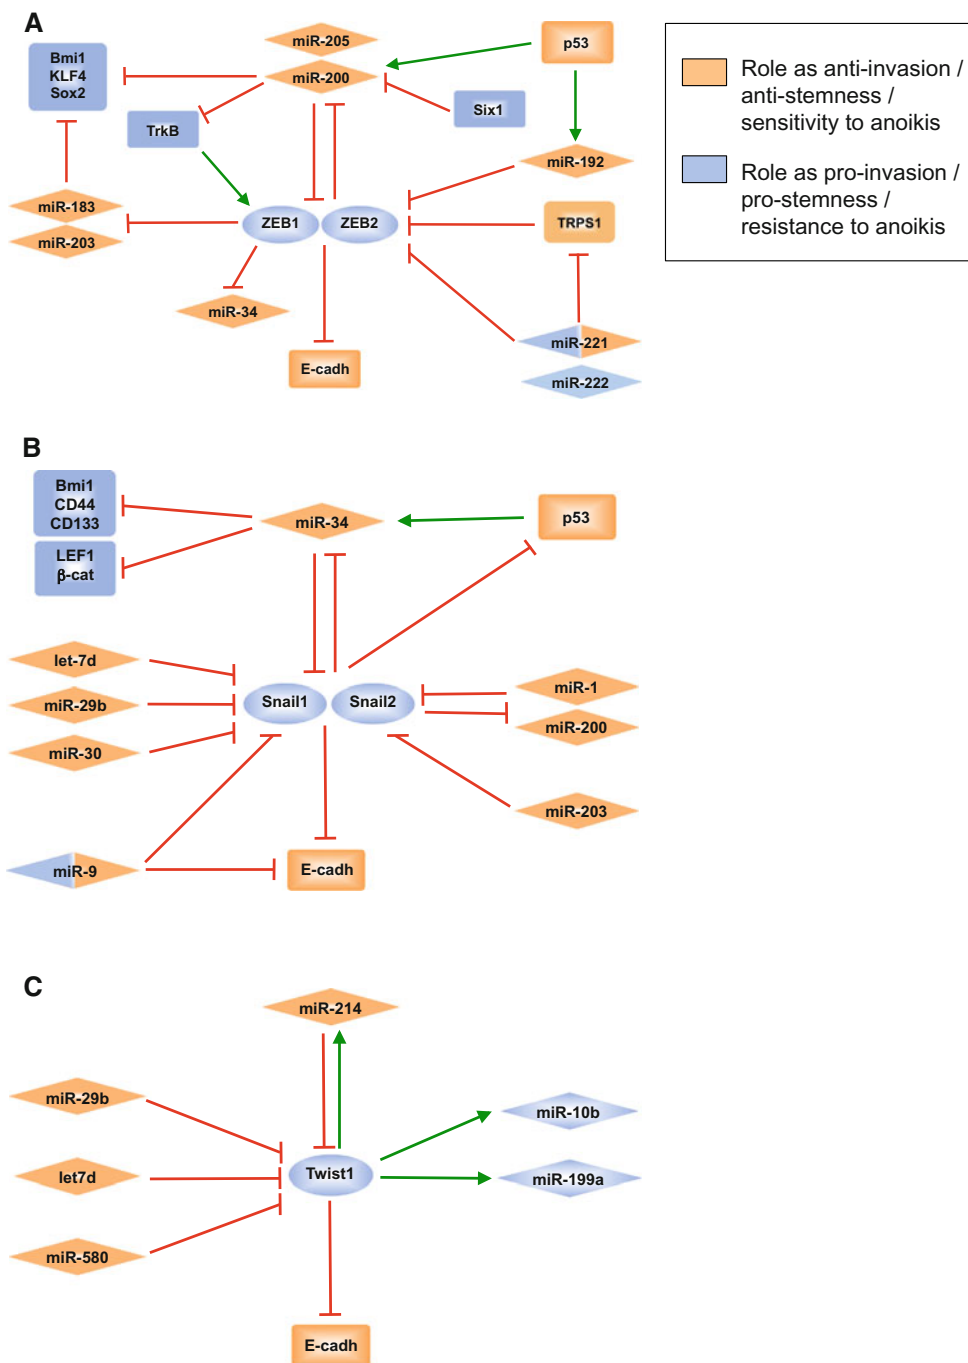 A
miR-205
miR-200
p53
Bmi1
KLF4
Sox2
TrkB
Six1
miR-192
miR-183
miR-203
ZEB1
ZEB2
TRPS1
miR-34
miR-221
miR-222
E-cadh
Role as anti-invasion /
anti-stemness /
sensitivity to anoikis
Role as pro-invasion /
pro-stemness /
resistance to anoikis
B
Bmi1
CD44
CD133
LEF1
β-cat
miR-34
p53
let-7d
miR-29b
miR-30
Snail1
Snail2
miR-1
miR-200
miR-203
miR-9
E-cadh
C
miR-214
miR-29b
let7d
miR-580
Twist1
miR-10b
miR-199a
E-cadh